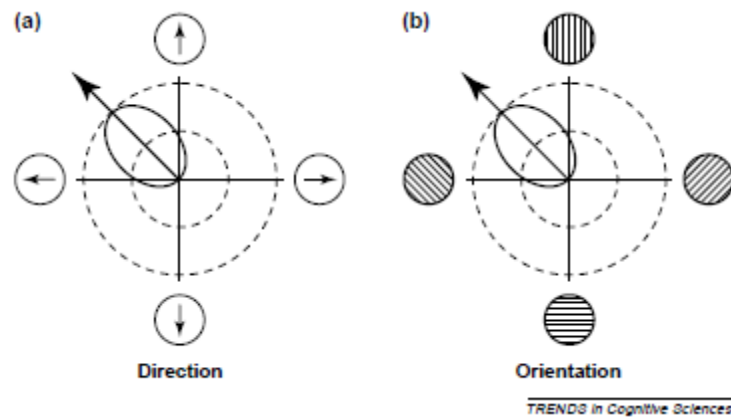 (a)
(b)
Direction
Orientation
TRENDS in Cognitive Sciences